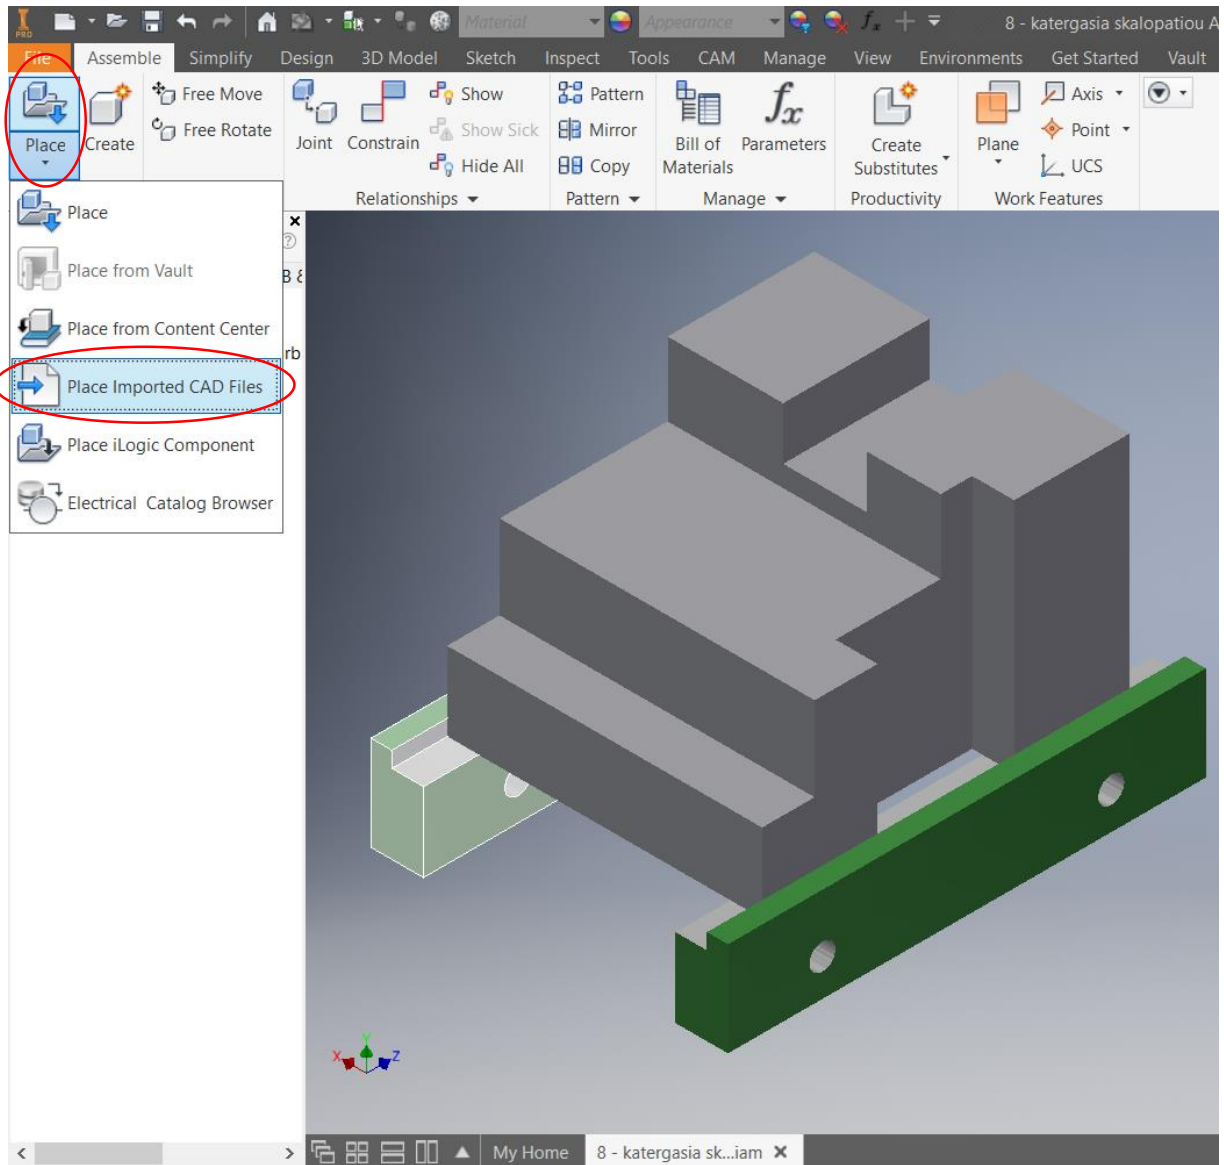 PRO
Material
Appearance
fx
8 - katergasia skalopatiou A
File Assemble Simplify Design 3D Model Sketch Inspect Tools CAM Manage View Environments Get Started Vault
Place
Create
Free Move
Free Rotate
Joint
Constrain
Show
Show Sick
Hide All
Relationships
Pattern
Mirror
Copy
Pattern
Bill of
Materials
fx
Parameters
Manage
Create
Substitutes
Productivity
Plane
Axis
Point
UCS
Work Features
Place
Place from Vault
Place from Content Center
Place Imported CAD Files
Place iLogic Component
Electrical Catalog Browser
rb
X
Y
Z
My Home
8 - katergasia sk...iam